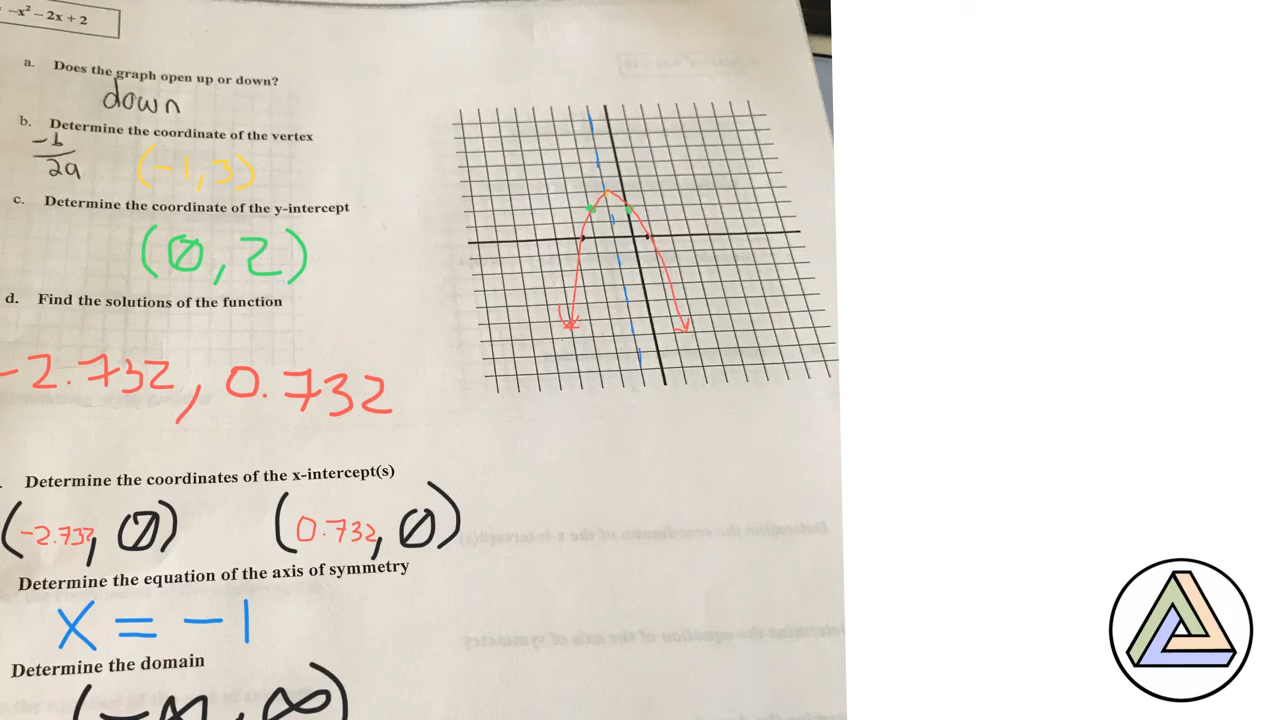 -x² - 2x + 2
a. Does the graph open up or down?
down
b. Determine the coordinate of the vertex
-b
2a
(-1, 3)
c. Determine the coordinate of the y-intercept
(0, 2)
d. Find the solutions of the function
-2.732, 0.732
Determine the coordinates of the x-intercept(s)
(-2.732, 0) (0.732, 0)
Determine the equation of the axis of symmetry
x = -1
Determine the domain
(-∞, ∞)